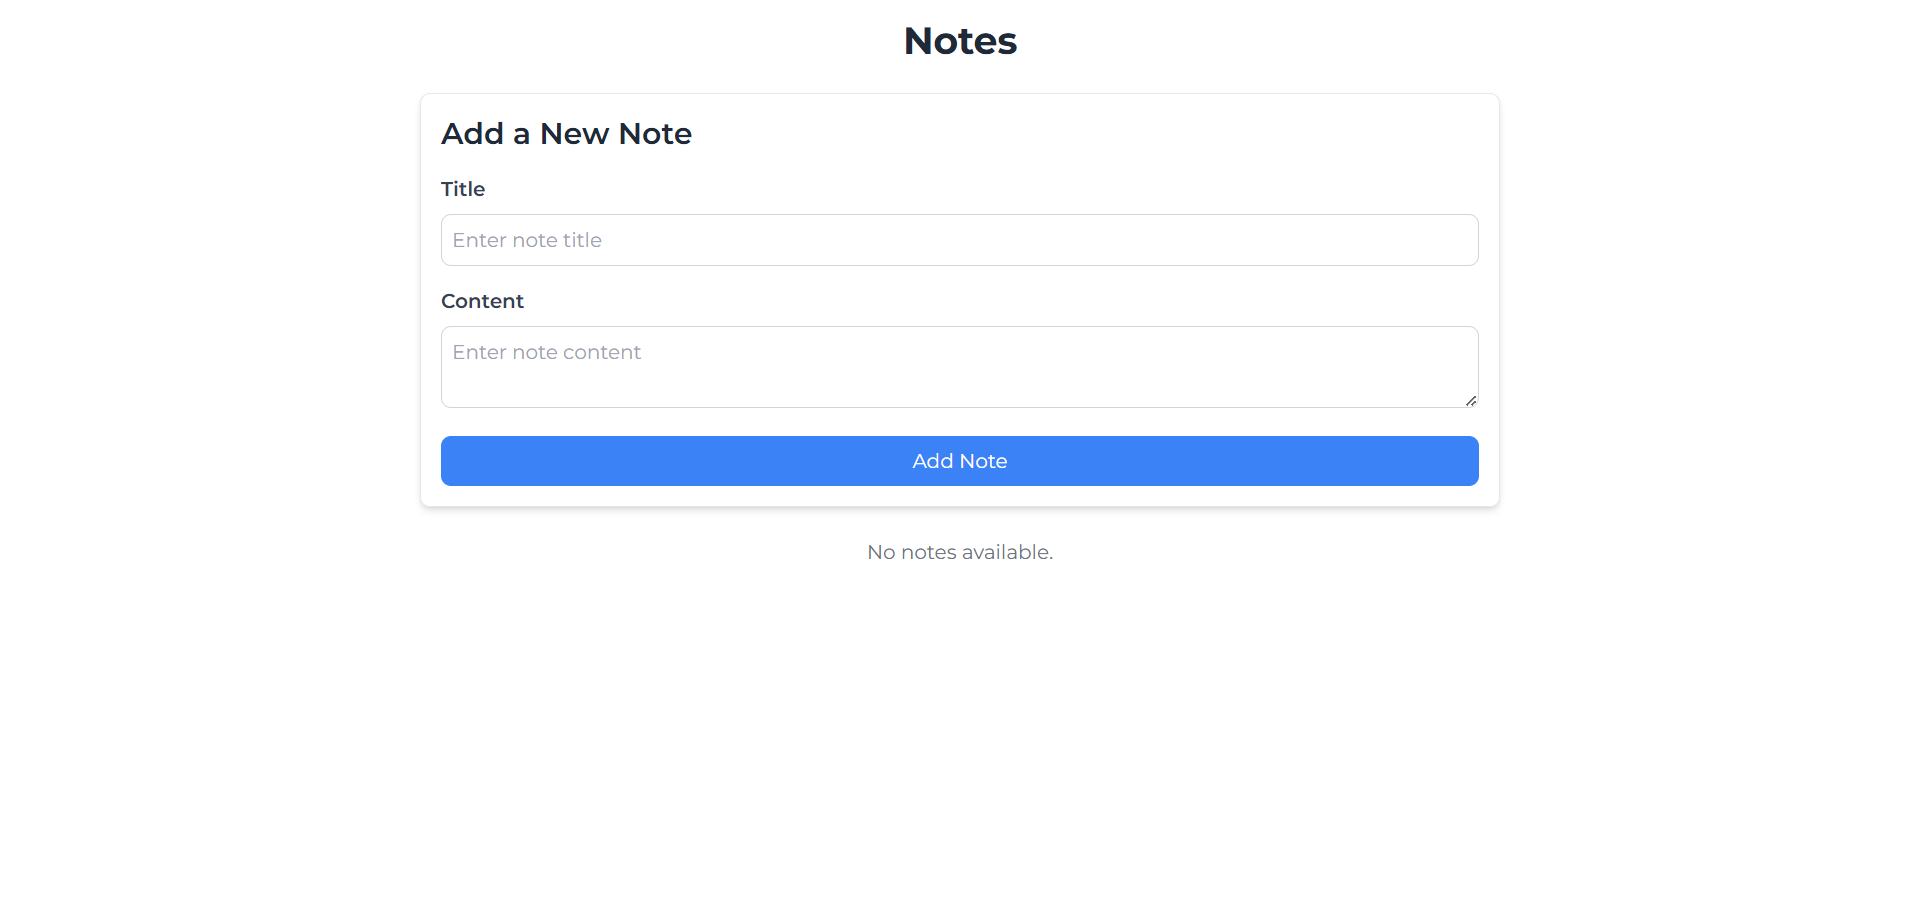 Notes
Add a New Note
Title
Enter note title
Content
Enter note content
Add Note
No notes available.